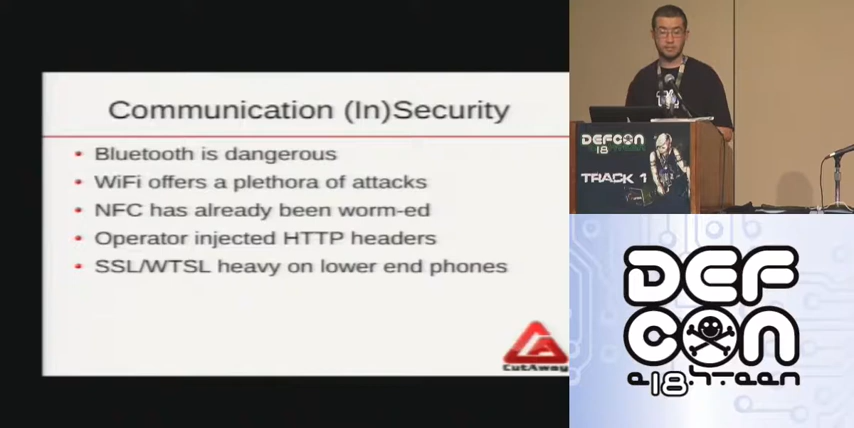 Communication (In)Security
• Bluetooth is dangerous
• WiFi offers a plethora of attacks
• NFC has already been worm-ed
• Operator injected HTTP headers
• SSL/WTSL heavy on lower end phones
CutAway
DEFCON
18
TRACK 1
DEF
CON
e18hteen